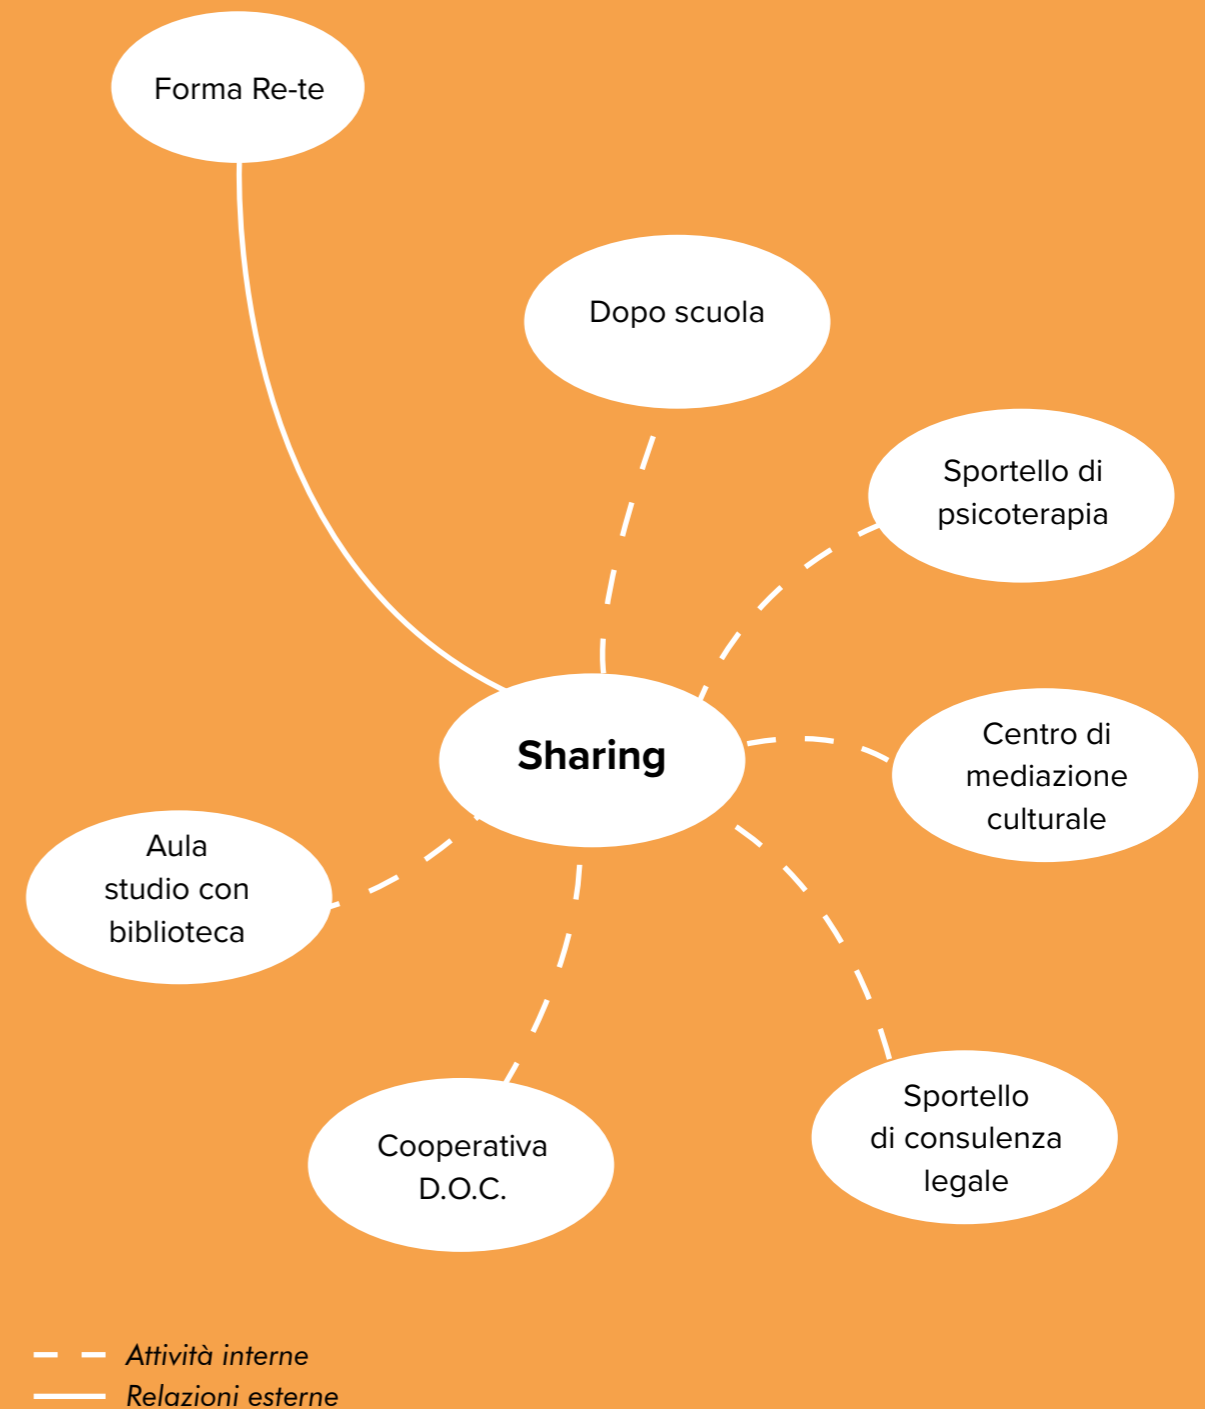 Forma Re-te
Dopo scuola
Sportello di
psicoterapia
Sharing
Centro di
mediazione
culturale
Aula
studio con
biblioteca
Cooperativa
D.O.C.
Sportello
di consulenza
legale
Attività interne
Relazioni esterne